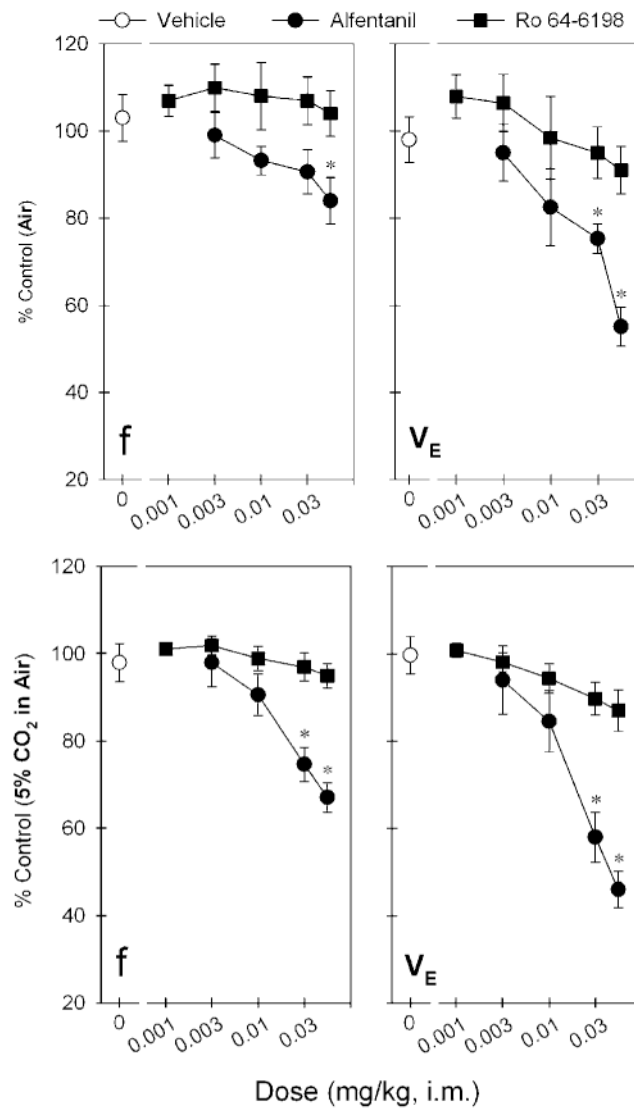 Vehicle Alfentanil Ro 64-6198
% Control (Air)
120
100
80
60
40
20
f
*
0 0.001 0.003 0.01 0.03
V_E
*
*
0 0.001 0.003 0.01 0.03
% Control (5% CO₂ in Air)
120
100
80
60
40
20
f
*
*
0 0.001 0.003 0.01 0.03
V_E
*
*
0 0.001 0.003 0.01 0.03
Dose (mg/kg, i.m.)